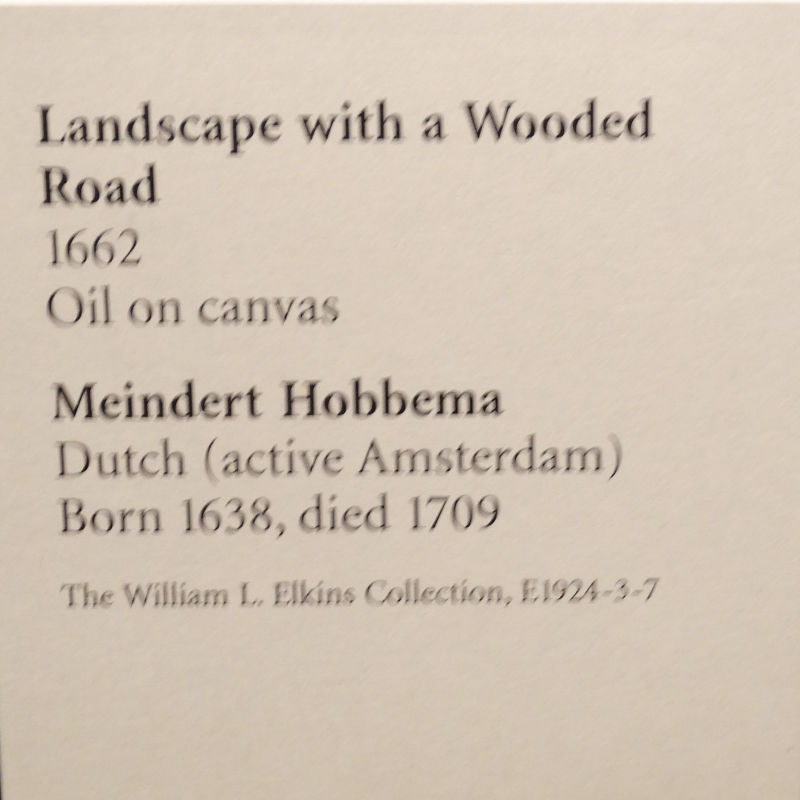 Landscape with a Wooded
Road
1662
Oil on canvas
Meindert Hobbema
Dutch (active Amsterdam)
Born 1638, died 1709
The William L. Elkins Collection, E1924-3-7